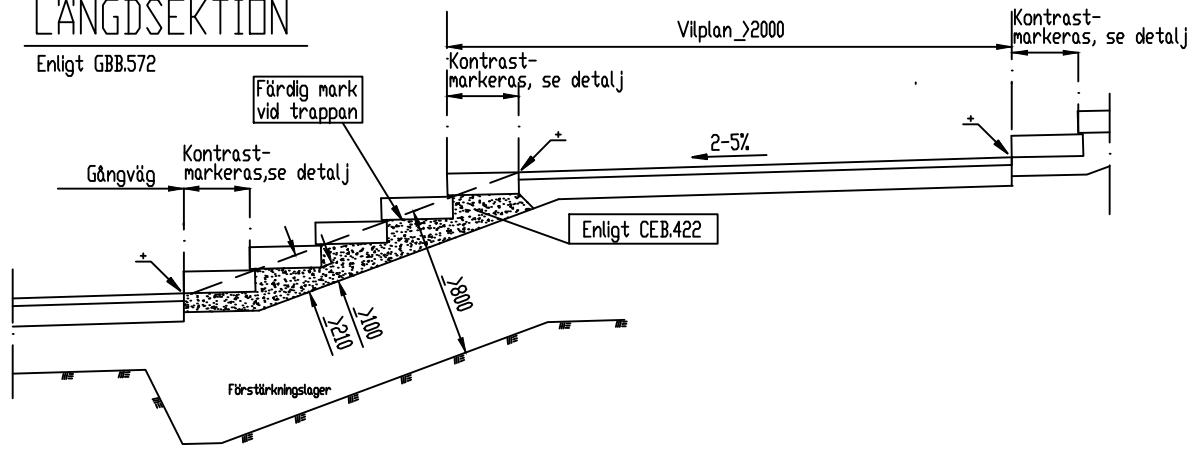 LÄNGDSEKTION
Enligt GBB.572
Vilplan_>2000
Kontrast-
markeras, se detalj
Kontrast-
markeras, se detalj
Färdig mark
vid trappan
Kontrast-
markeras,se detalj
Gångväg
+
+
+
2-5%
Enligt CEB.422
≥800
≥100
≥210
Förstärkningslager